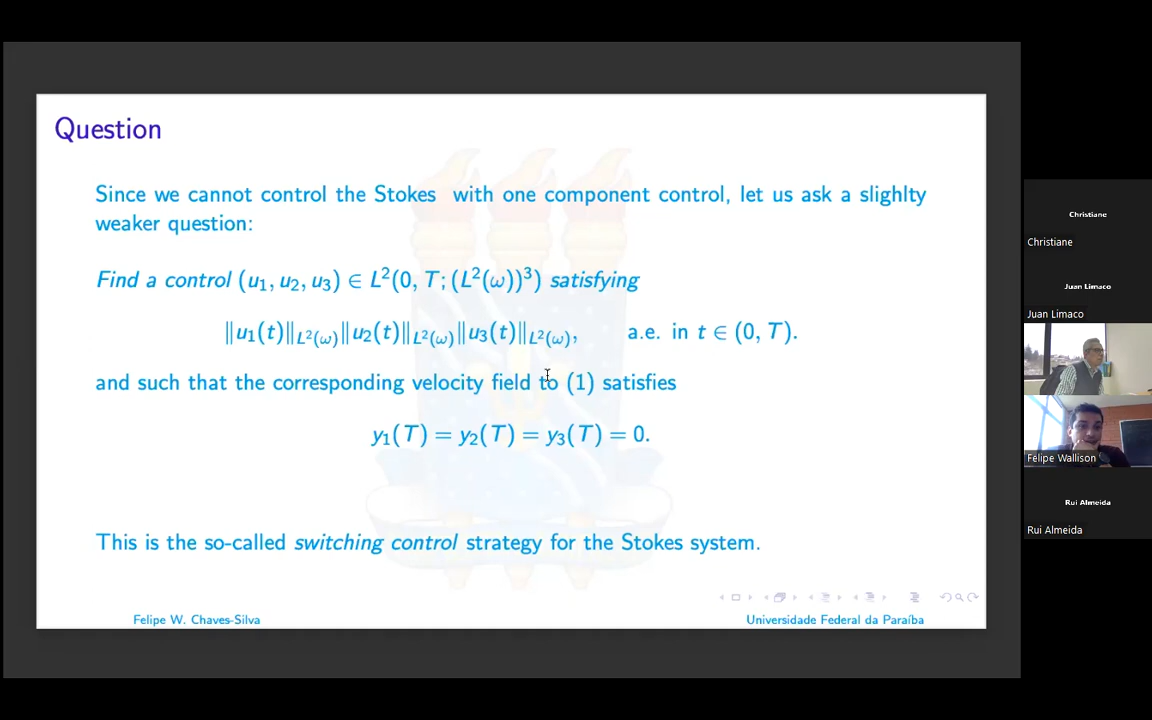 Question
Since we cannot control the Stokes with one component control, let us ask a slighlty
weaker question:
Find a control (u₁, u₂, u₃) ∈ L²(0, T; (L²(ω))³) satisfying
‖u₁(t)‖_{L²(ω)}‖u₂(t)‖_{L²(ω)}‖u₃(t)‖_{L²(ω)}, a.e. in t ∈ (0, T).
and such that the corresponding velocity field to (1) satisfies
y₁(T) = y₂(T) = y₃(T) = 0.
This is the so-called switching control strategy for the Stokes system.
Felipe W. Chaves-Silva Universidade Federal da Paraíba
Christiane
Christiane
Juan Limaco
Juan Limaco
Felipe Wallison
Rui Almeida
Rui Almeida